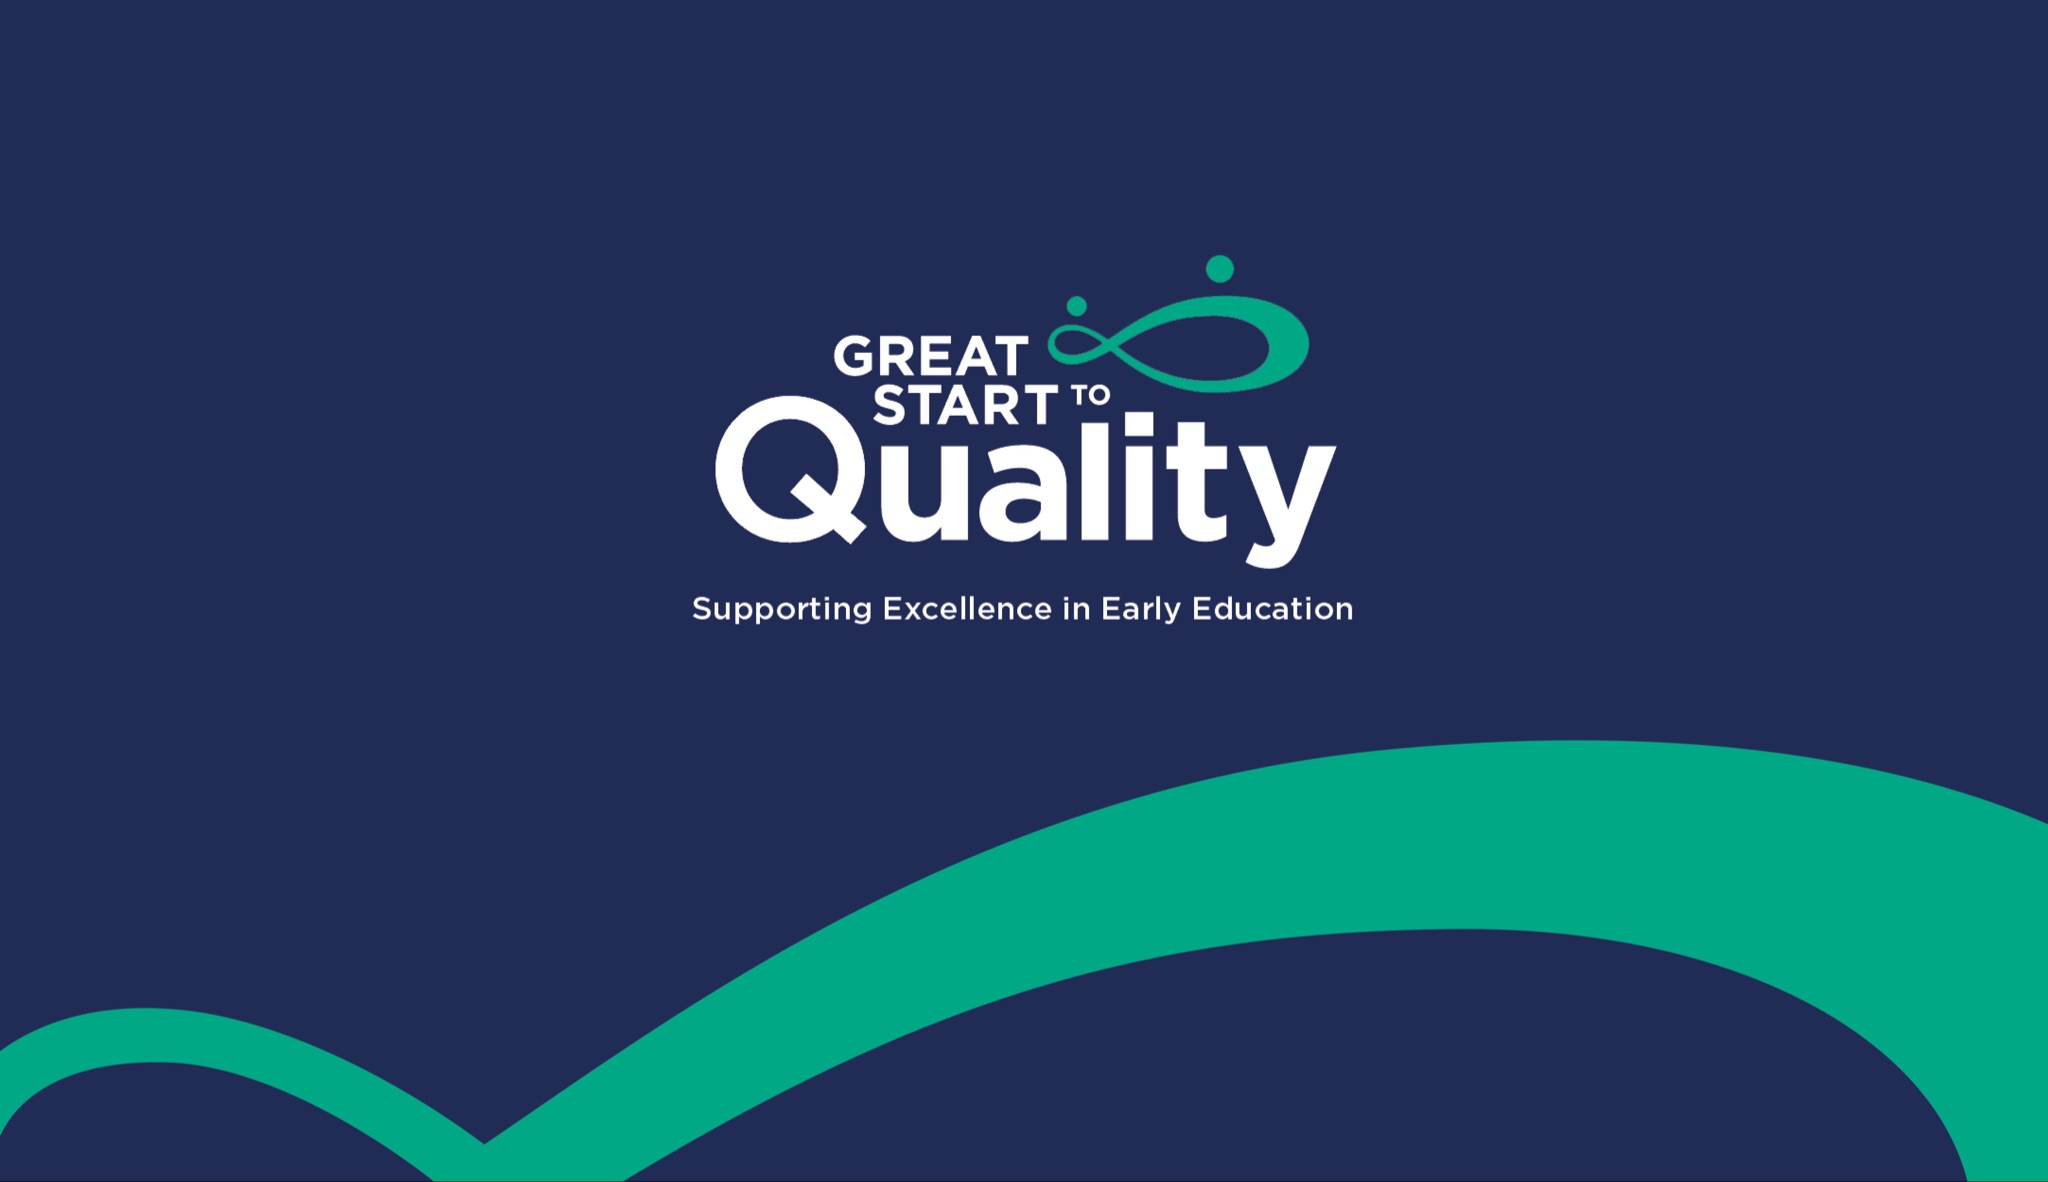 GREAT
START TO
Quality
Supporting Excellence in Early Education